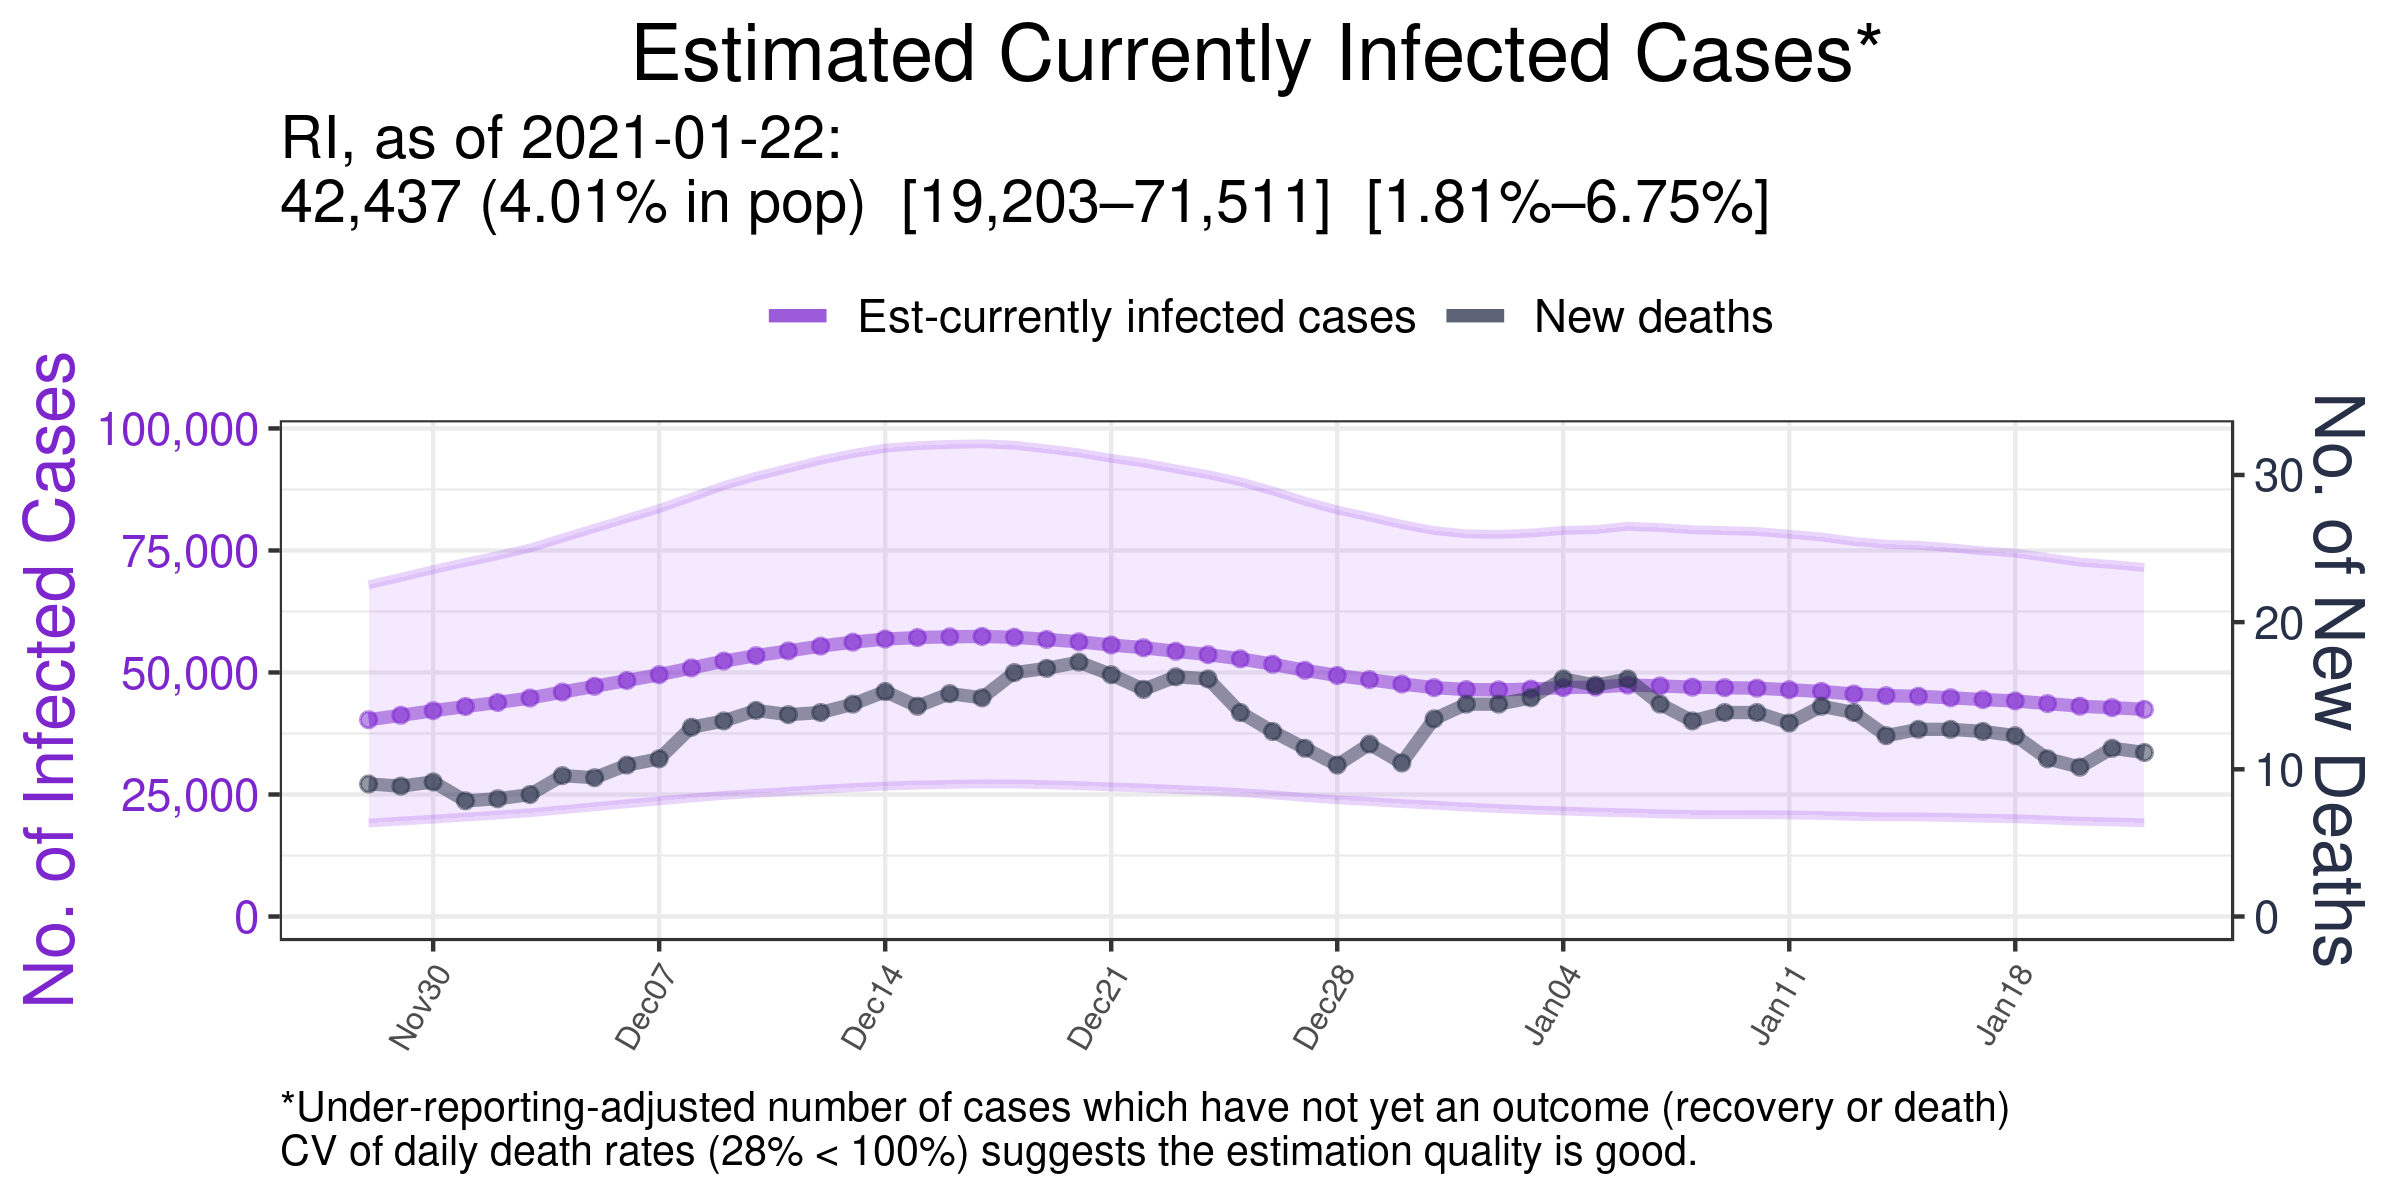 Estimated Currently Infected Cases*
RI, as of 2021-01-22:
42,437 (4.01% in pop)  [19,203–71,511]  [1.81%–6.75%]
Est-currently infected cases
New deaths
No. of Infected Cases
100,000
75,000
50,000
25,000
0
30
20
10
0
No. of New Deaths
Nov30
Dec07
Dec14
Dec21
Dec28
Jan04
Jan11
Jan18
*Under-reporting-adjusted number of cases which have not yet an outcome (recovery or death)
CV of daily death rates (28% < 100%) suggests the estimation quality is good.